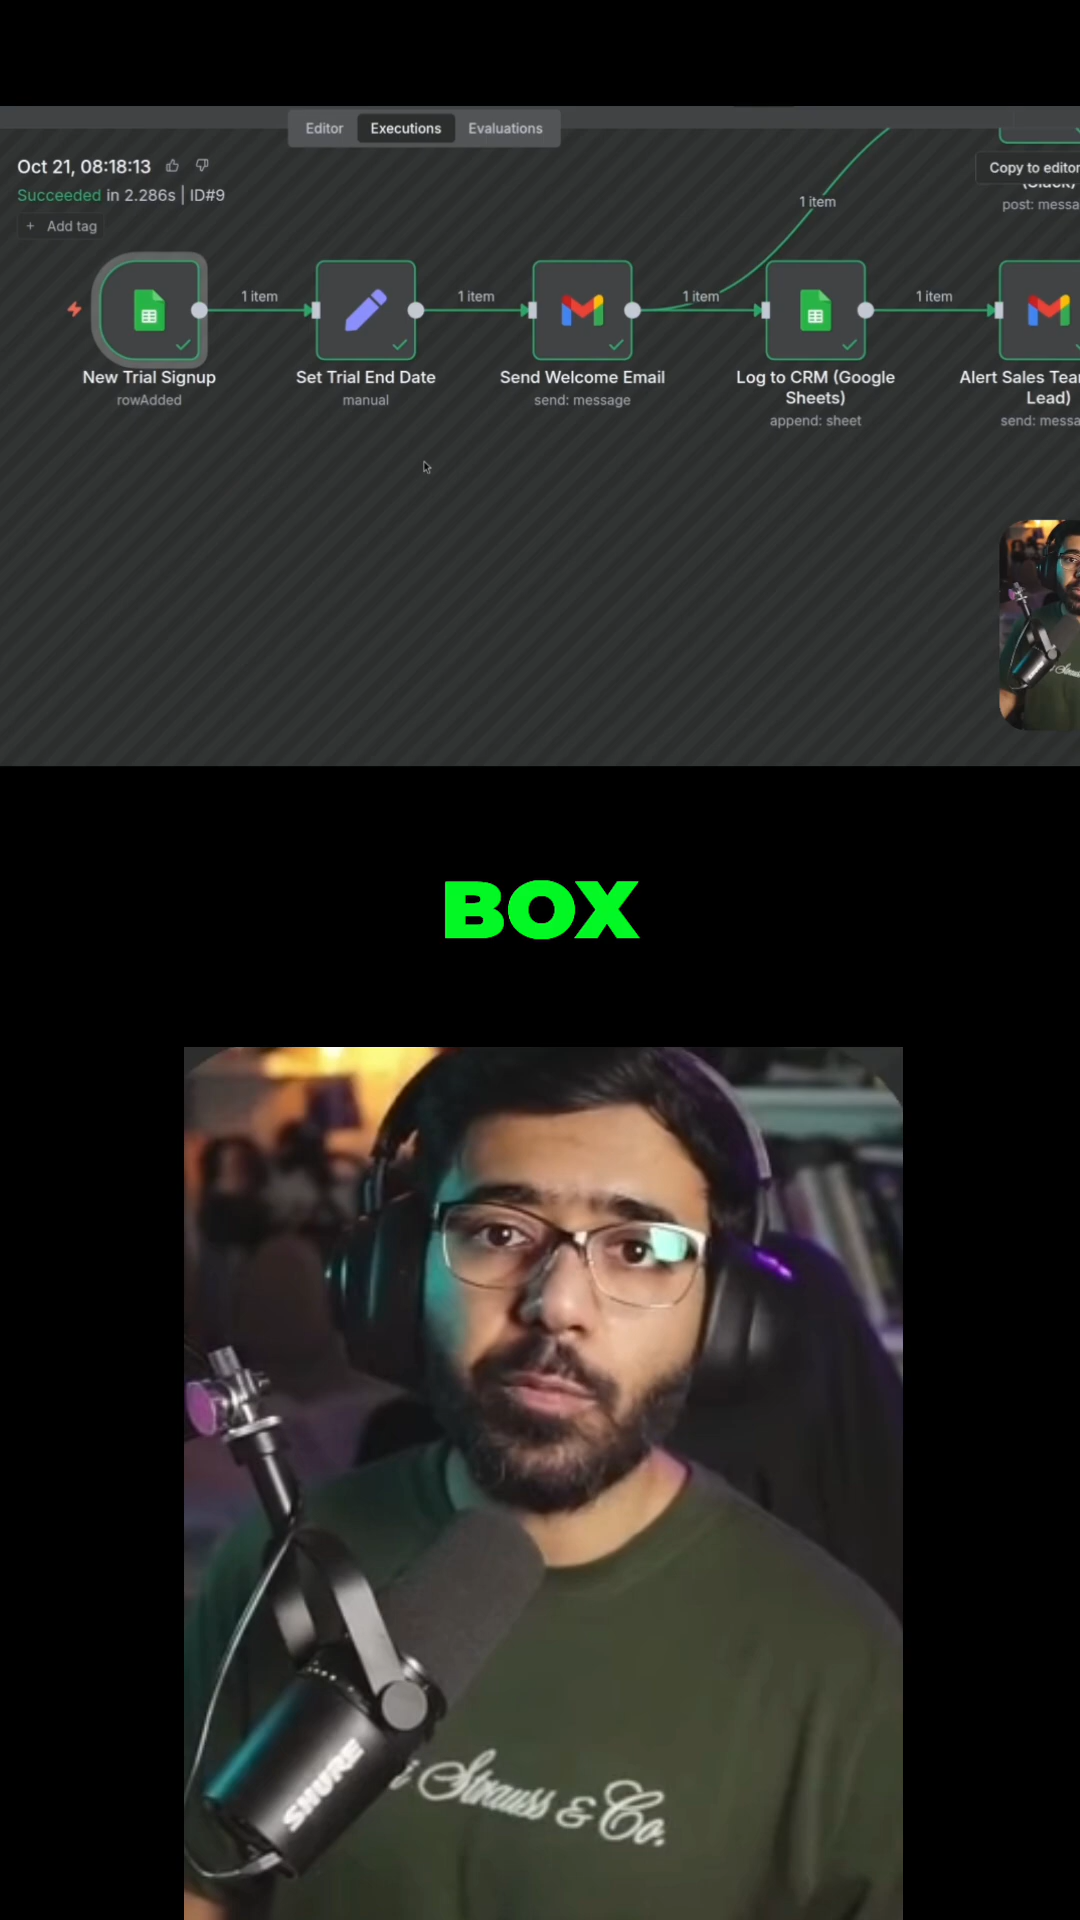 Editor Executions Evaluations
Oct 21, 08:18:13
Succeeded in 2.286s | ID#9
+ Add tag
Copy to editor
(Slack)
post: messa
1 item
1 item
1 item
1 item
1 item
New Trial Signup
rowAdded
Set Trial End Date
manual
Send Welcome Email
send: message
Log to CRM (Google
Sheets)
append: sheet
Alert Sales Tea
Lead)
send: messa
BOX
Strauss & Co.
SHURE